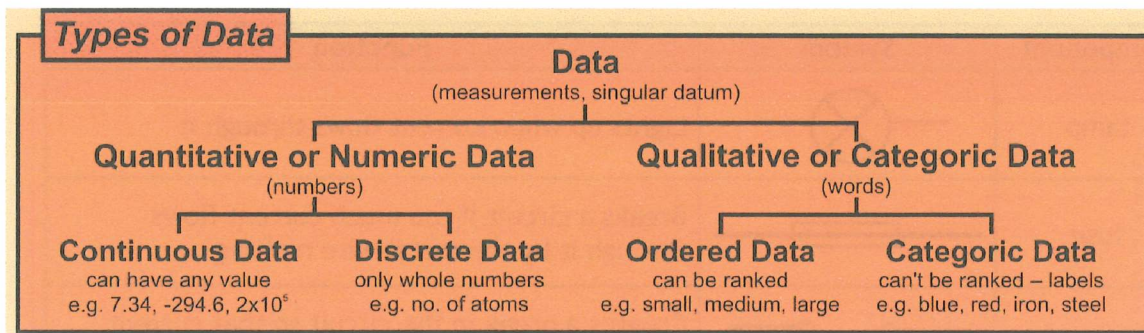 Types of Data
Data
(measurements, singular datum)
Quantitative or Numeric Data
(numbers)
Qualitative or Categoric Data
(words)
Continuous Data
can have any value
e.g. 7.34, -294.6, 2x10⁵
Discrete Data
only whole numbers
e.g. no. of atoms
Ordered Data
can be ranked
e.g. small, medium, large
Categoric Data
can't be ranked – labels
e.g. blue, red, iron, steel